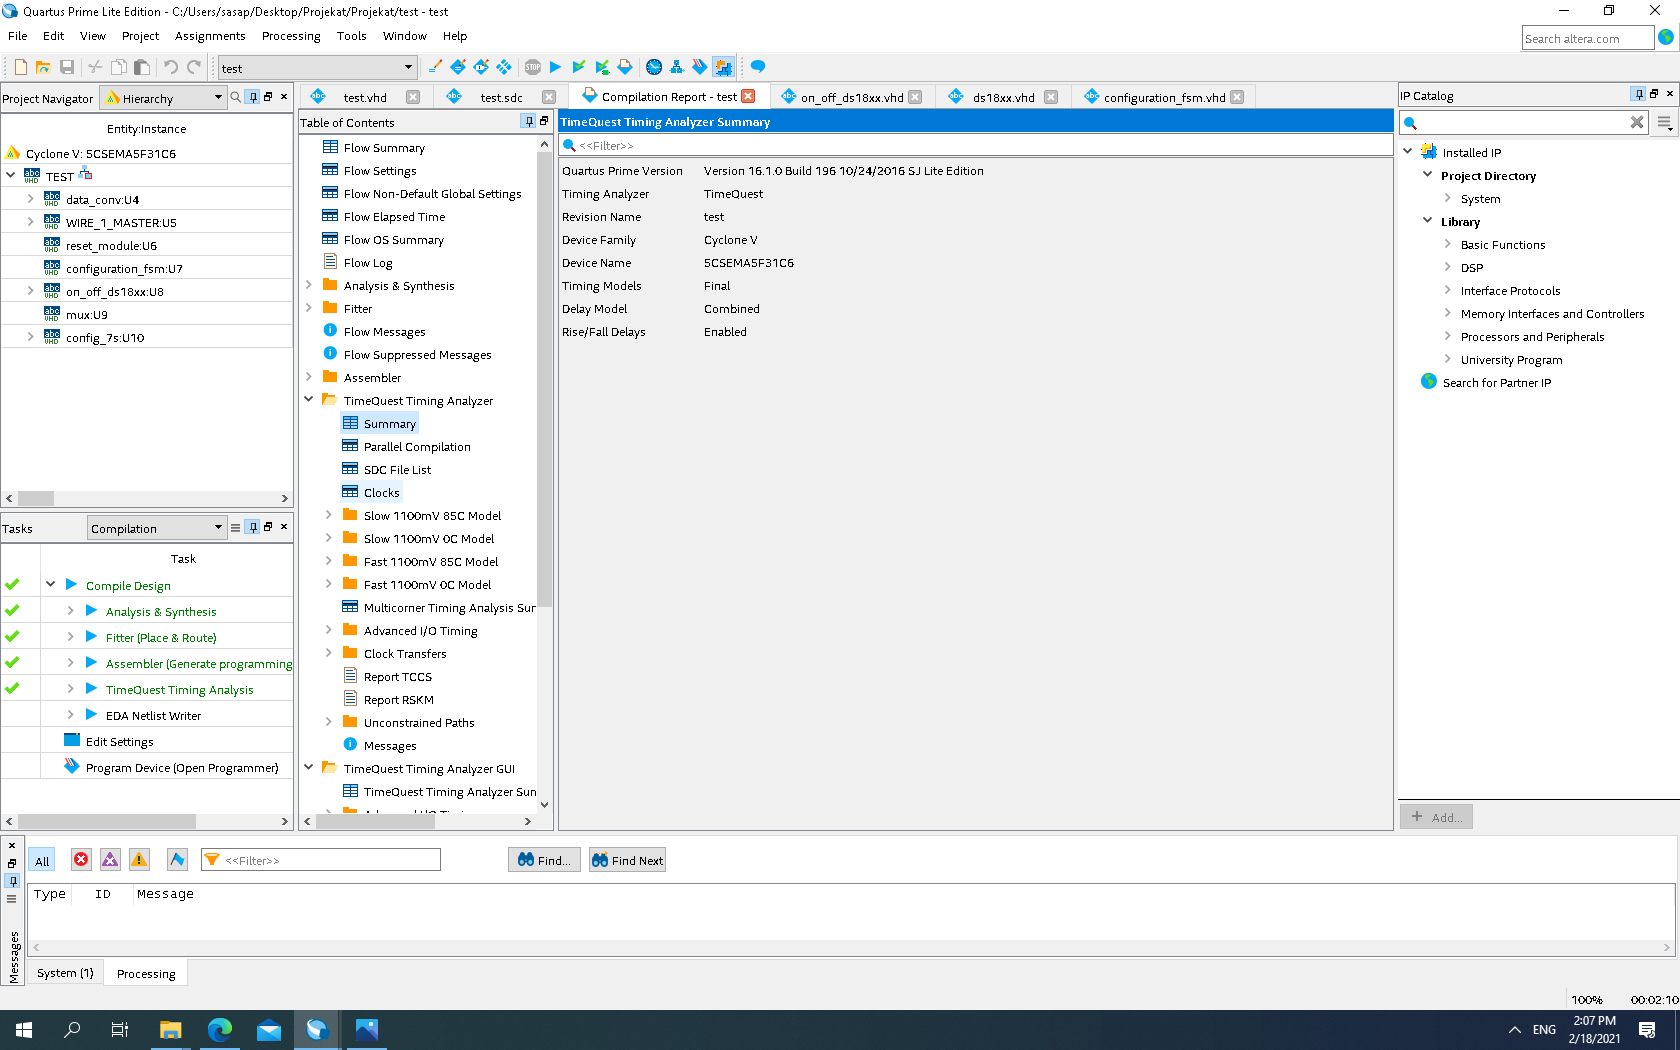 Quartus Prime Lite Edition - C:/Users/sasap/Desktop/Projekat/Projekat/test - test
File Edit View Project Assignments Processing Tools Window Help
Search altera.com
test
Project Navigator Hierarchy
test.vhd test.sdc Compilation Report - test on_off_ds18xx.vhd ds18xx.vhd configuration_fsm.vhd
IP Catalog
Entity:Instance
Cyclone V: 5CSEMA5F31C6
TEST
data_conv:U4
WIRE_1_MASTER:U5
reset_module:U6
configuration_fsm:U7
on_off_ds18xx:U8
mux:U9
config_7s:U10
Tasks Compilation
Task
Compile Design
Analysis & Synthesis
Fitter (Place & Route)
Assembler (Generate programming
TimeQuest Timing Analysis
EDA Netlist Writer
Edit Settings
Program Device (Open Programmer)
Table of Contents
Flow Summary
Flow Settings
Flow Non-Default Global Settings
Flow Elapsed Time
Flow OS Summary
Flow Log
Analysis & Synthesis
Fitter
Flow Messages
Flow Suppressed Messages
Assembler
TimeQuest Timing Analyzer
Summary
Parallel Compilation
SDC File List
Clocks
Slow 1100mV 85C Model
Slow 1100mV 0C Model
Fast 1100mV 85C Model
Fast 1100mV 0C Model
Multicorner Timing Analysis Sur
Advanced I/O Timing
Clock Transfers
Report TCCS
Report RSKM
Unconstrained Paths
Messages
TimeQuest Timing Analyzer GUI
TimeQuest Timing Analyzer Sun
TimeQuest Timing Analyzer Summary
<<Filter>>
Quartus Prime Version Version 16.1.0 Build 196 10/24/2016 SJ Lite Edition
Timing Analyzer TimeQuest
Revision Name test
Device Family Cyclone V
Device Name 5CSEMA5F31C6
Timing Models Final
Delay Model Combined
Rise/Fall Delays Enabled
Installed IP
Project Directory
System
Library
Basic Functions
DSP
Interface Protocols
Memory Interfaces and Controllers
Processors and Peripherals
University Program
Search for Partner IP
+ Add...
All <<Filter>> Find... Find Next
Type ID Message
Messages
System (1) Processing
100% 00:02:10
ENG
2:07 PM
2/18/2021